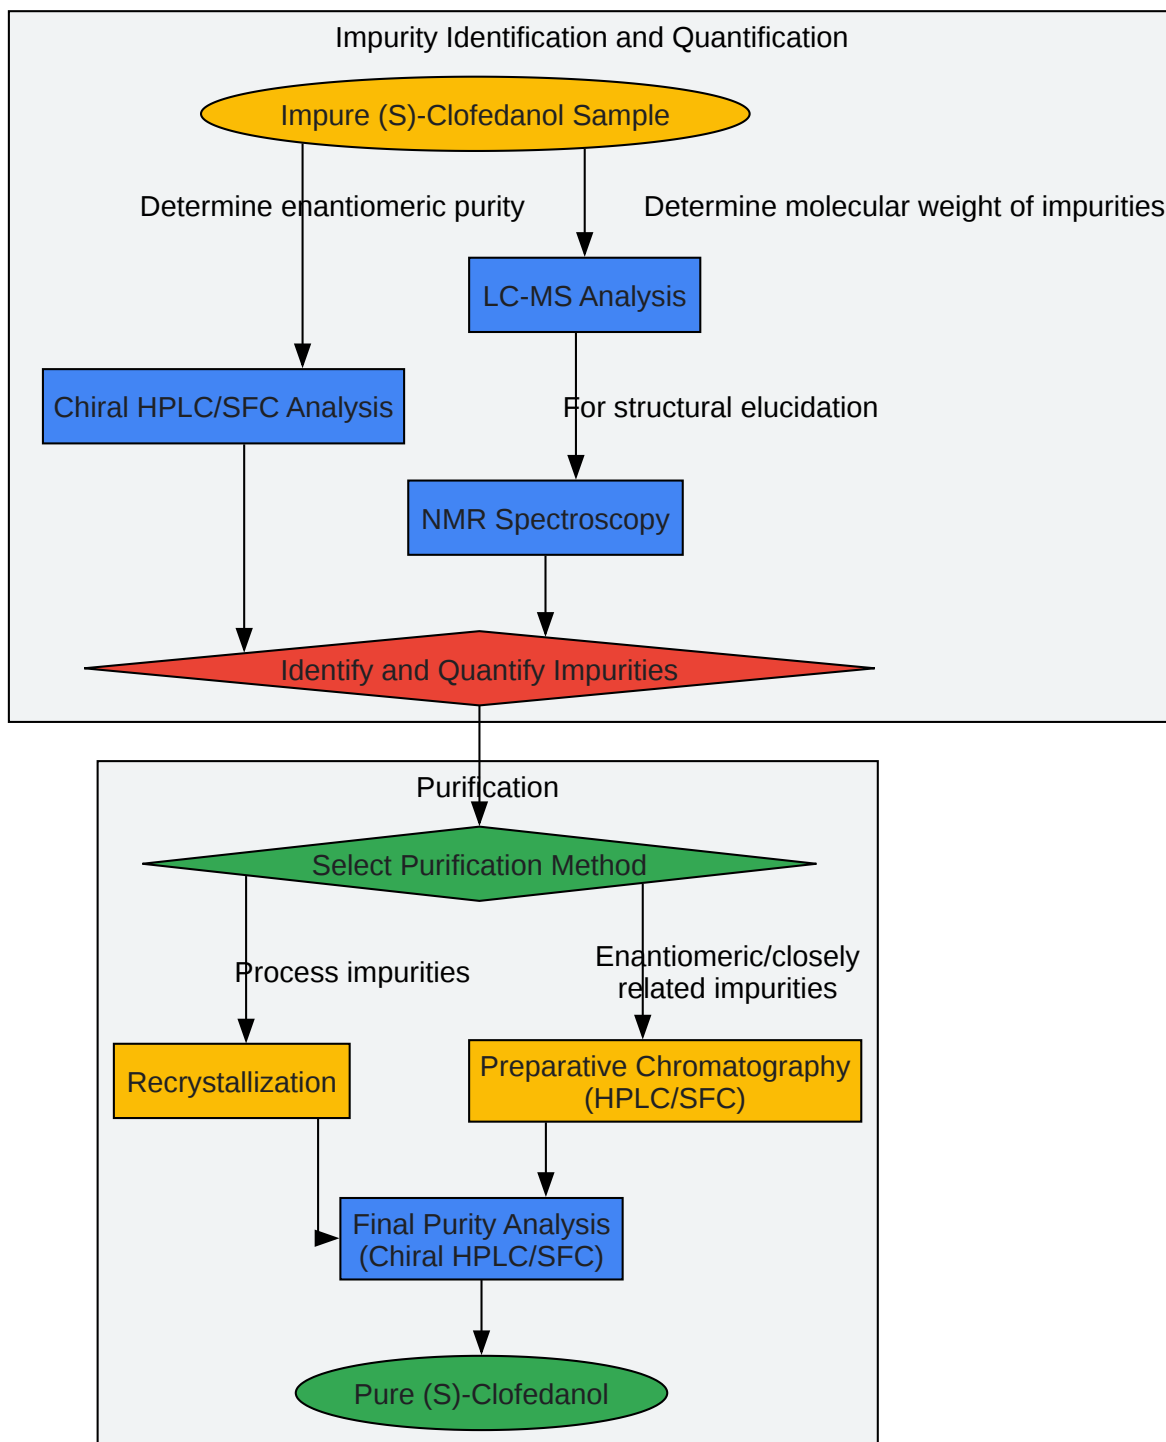 Impurity Identification and Quantification
Impure (S)-Clofedanol Sample
Determine enantiomeric purity
Determine molecular weight of impurities
LC-MS Analysis
Chiral HPLC/SFC Analysis
For structural elucidation
NMR Spectroscopy
Identify and Quantify Impurities
Purification
Select Purification Method
Process impurities
Enantiomeric/closely
related impurities
Recrystallization
Preparative Chromatography
(HPLC/SFC)
Final Purity Analysis
(Chiral HPLC/SFC)
Pure (S)-Clofedanol